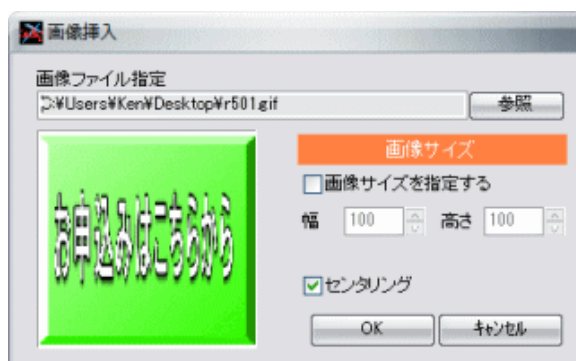 画像挿入
画像ファイル指定
C:¥Users¥Ken¥Desktop¥r501.gif
参照
お申込みはこちらから
画像サイズ
画像サイズを指定する
幅 100 高さ 100
センタリング
OK キャンセル